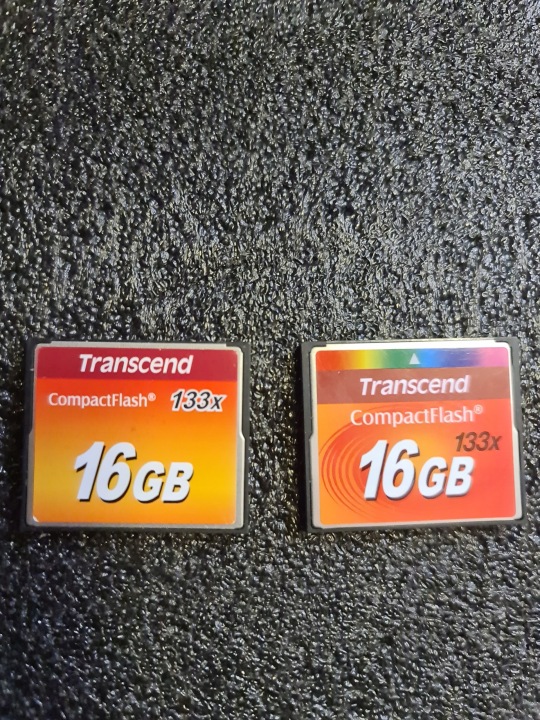 Transcend
CompactFlash® 133x
16GB
Transcend
CompactFlash®
133x
16GB